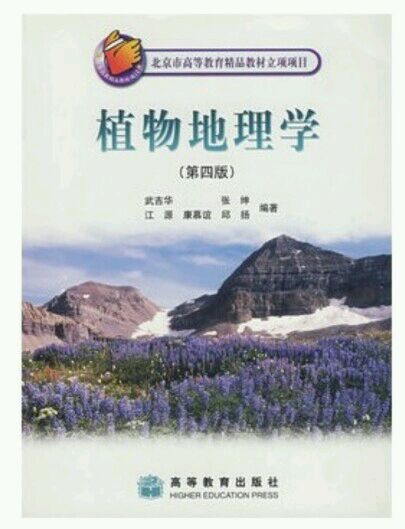 北京市高等教育精品教材立项项目
植物地理学
(第四版)
武吉华 张 绅
江 源 康慕谊 邱 扬 编著
高等教育出版社
HIGHER EDUCATION PRESS